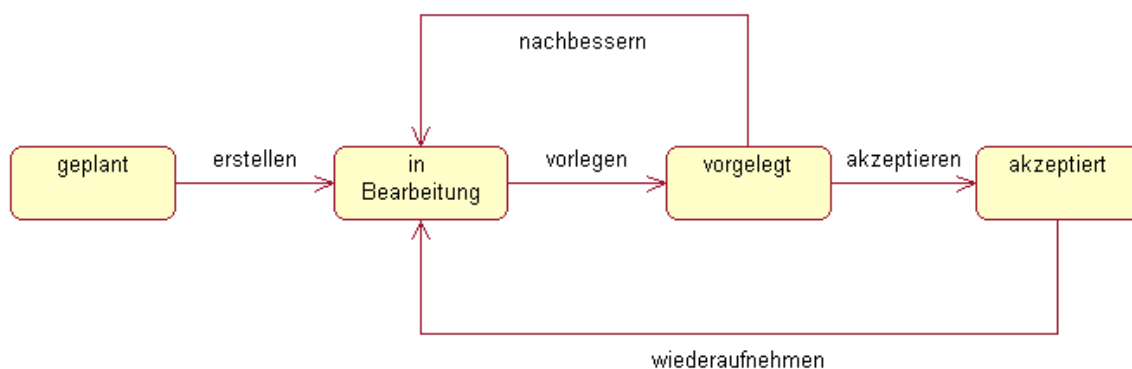 nachbessern
geplant
erstellen
in
Bearbeitung
vorlegen
vorgelegt
akzeptieren
akzeptiert
wiederaufnehmen